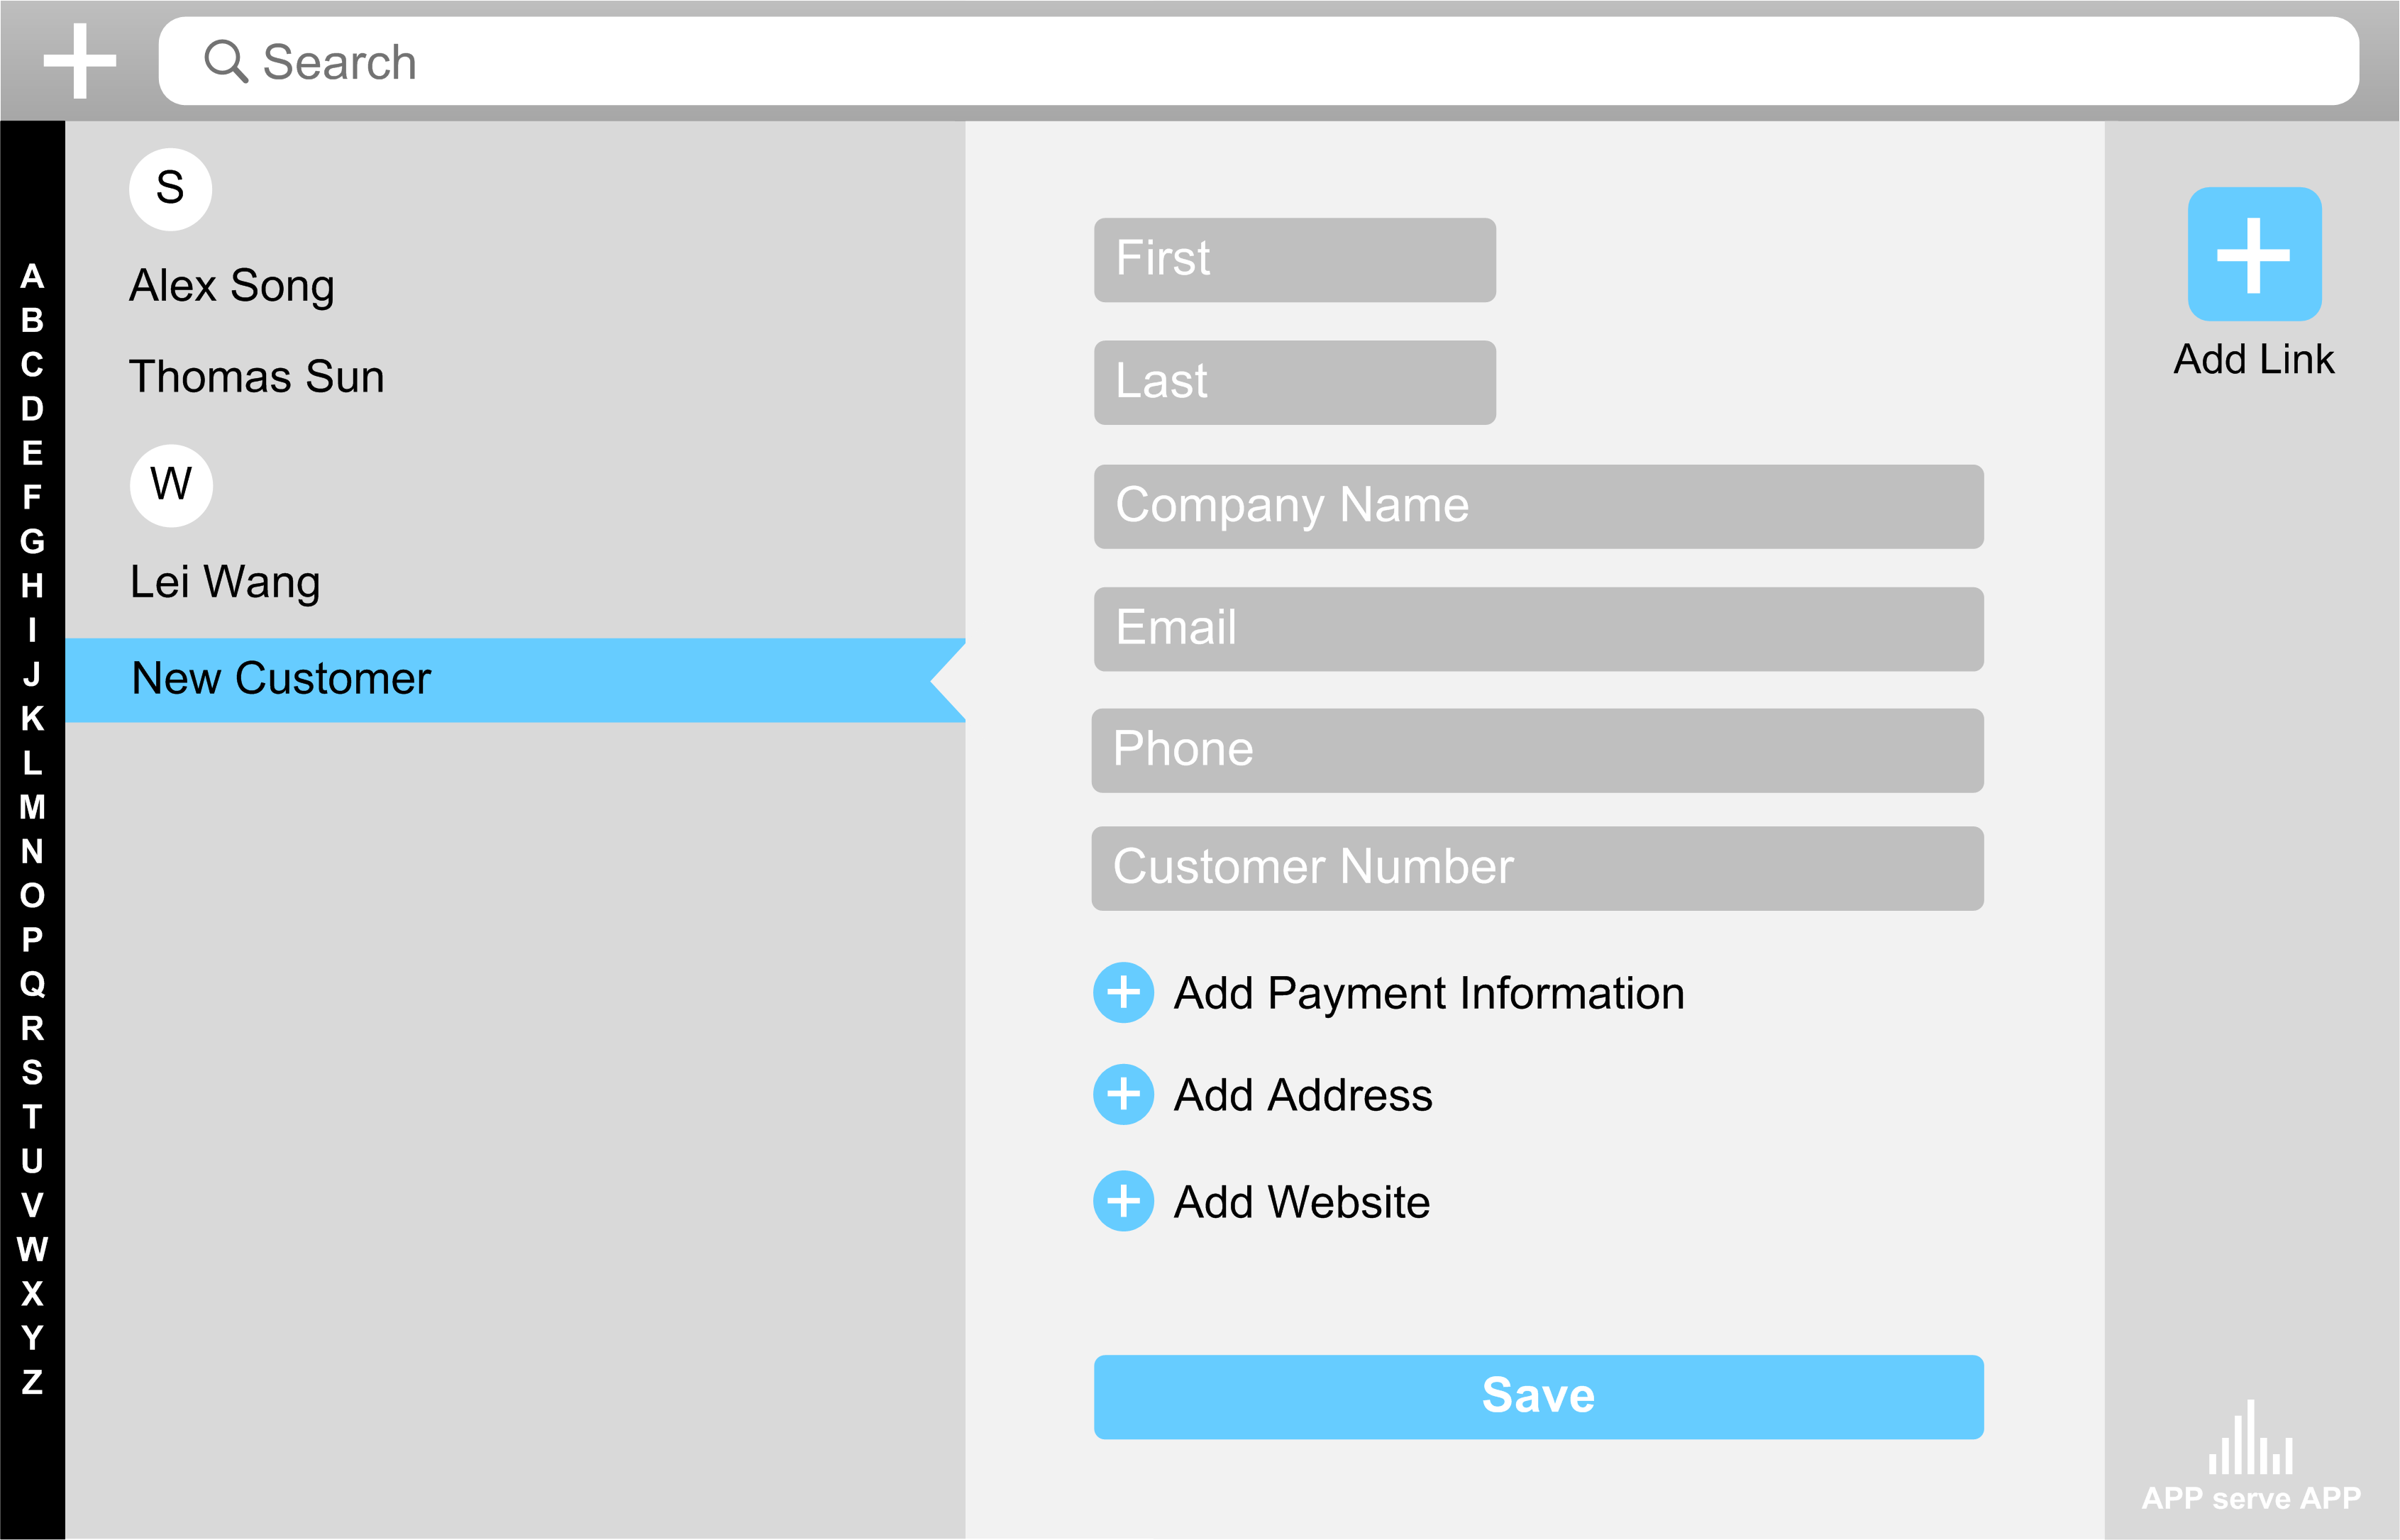 Search
A
B
C
D
E
F
G
H
I
J
K
L
M
N
O
P
Q
R
S
T
U
V
W
X
Y
Z
S
Alex Song
Thomas Sun
W
Lei Wang
New Customer
First
Last
Company Name
Email
Phone
Customer Number
Add Payment Information
Add Address
Add Website
Save
Add Link
APP serve APP